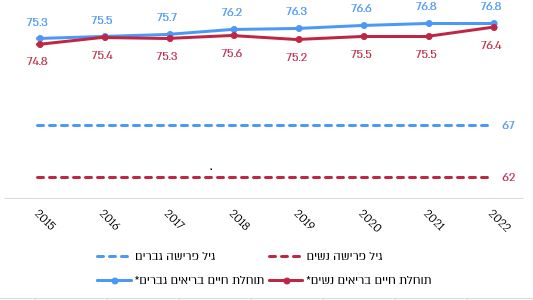 75.3 75.5 75.7 76.2 76.3 76.6 76.8 76.8
74.8 75.4 75.3 75.6 75.2 75.5 75.5 76.4
67
62
2015 2016 2017 2018 2019 2020 2021 2022
גיל פרישה גברים גיל פרישה נשים
תוחלת חיים בריאים גברים* תוחלת חיים בריאים נשים*